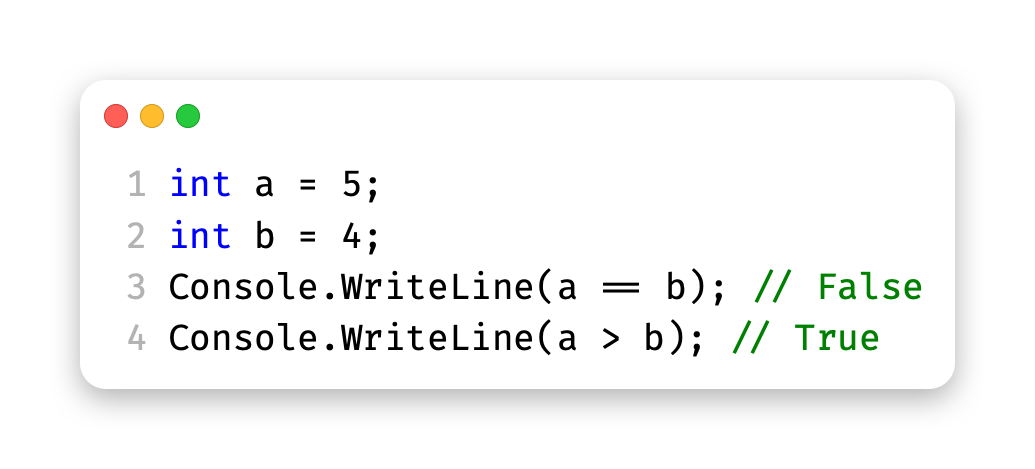 1 int a = 5;
2 int b = 4;
3 Console.WriteLine(a == b); // False
4 Console.WriteLine(a > b); // True